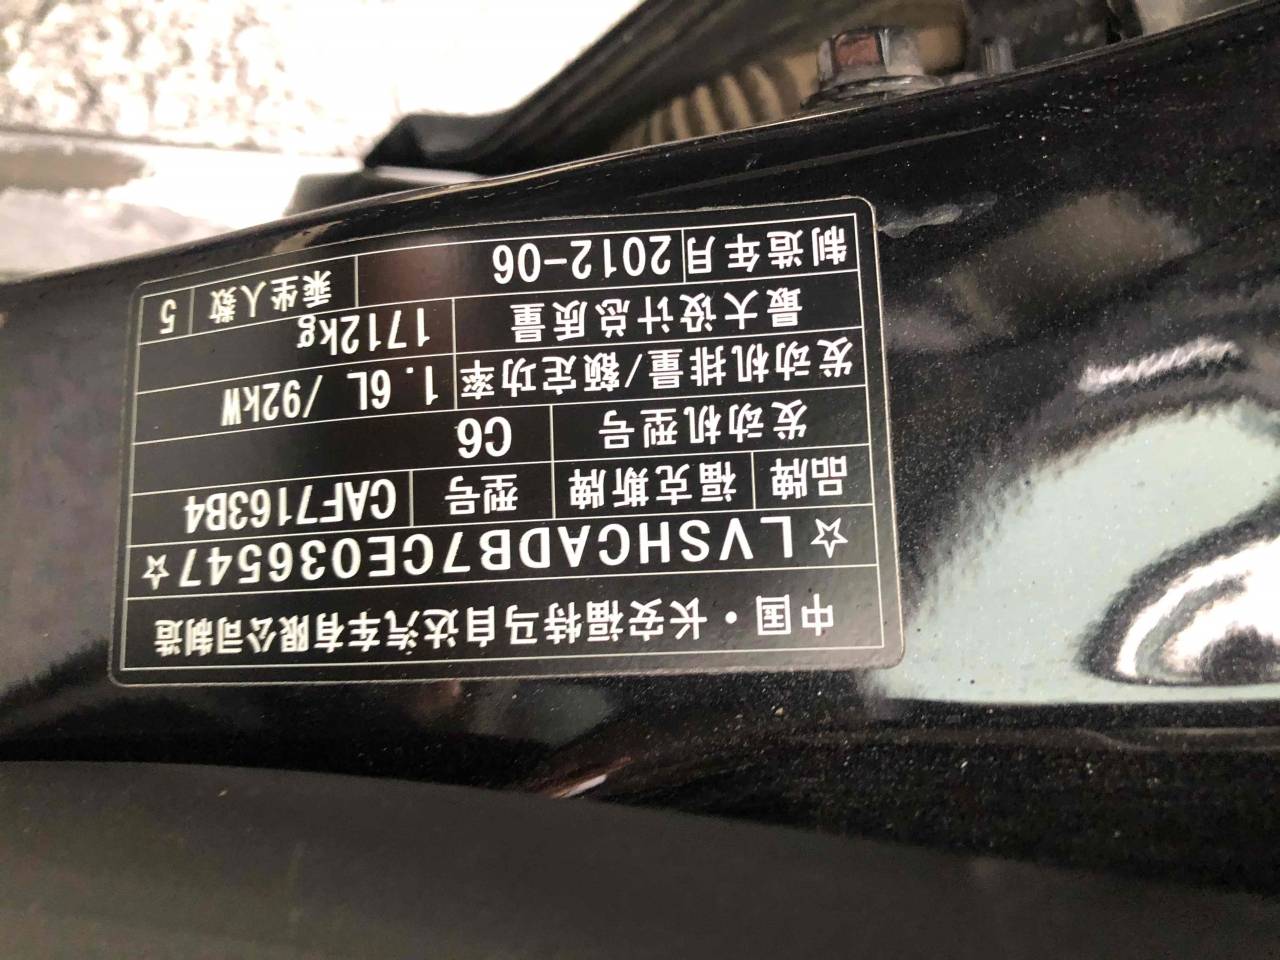 中国·长安福特马自达汽车有限公司制造
☆LVSHCADB7CE036547☆
品牌 福克斯牌 型号 CAF7163B4
发动机型号 C6
发动机排量/额定功率 1.6L /92kW
最大设计总质量 1712kg
制造年月 2012-06 乘坐人数 5